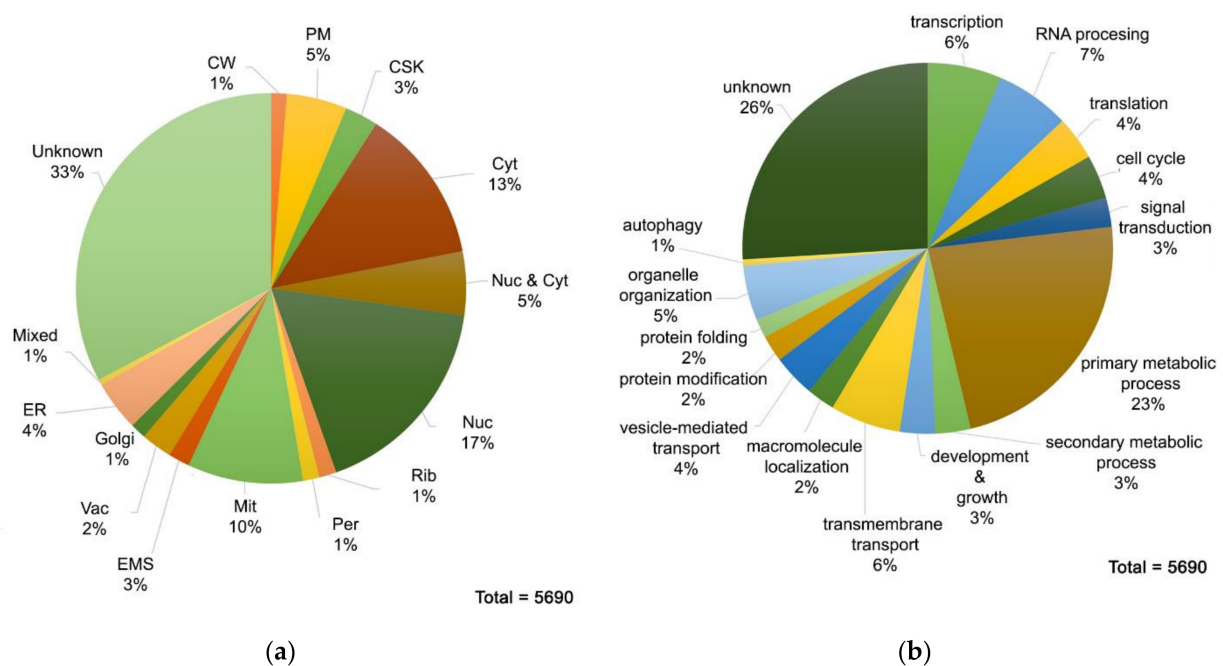 PM
5%
CW
1%
CSK
3%
Cyt
13%
Nuc & Cyt
5%
Nuc
17%
Rib
1%
Per
1%
Mit
10%
EMS
3%
Vac
2%
Golgi
1%
ER
4%
Mixed
1%
Unknown
33%
Total = 5690
(a)
transcription
6%
RNA procesing
7%
translation
4%
cell cycle
4%
signal
transduction
3%
primary metabolic
process
23%
secondary metabolic
process
3%
development
&
growth
3%
transmembrane
transport
6%
macromolecule
localization
2%
vesicle-mediated
transport
4%
protein modification
2%
protein folding
2%
organelle
organization
5%
autophagy
1%
unknown
26%
Total = 5690
(b)